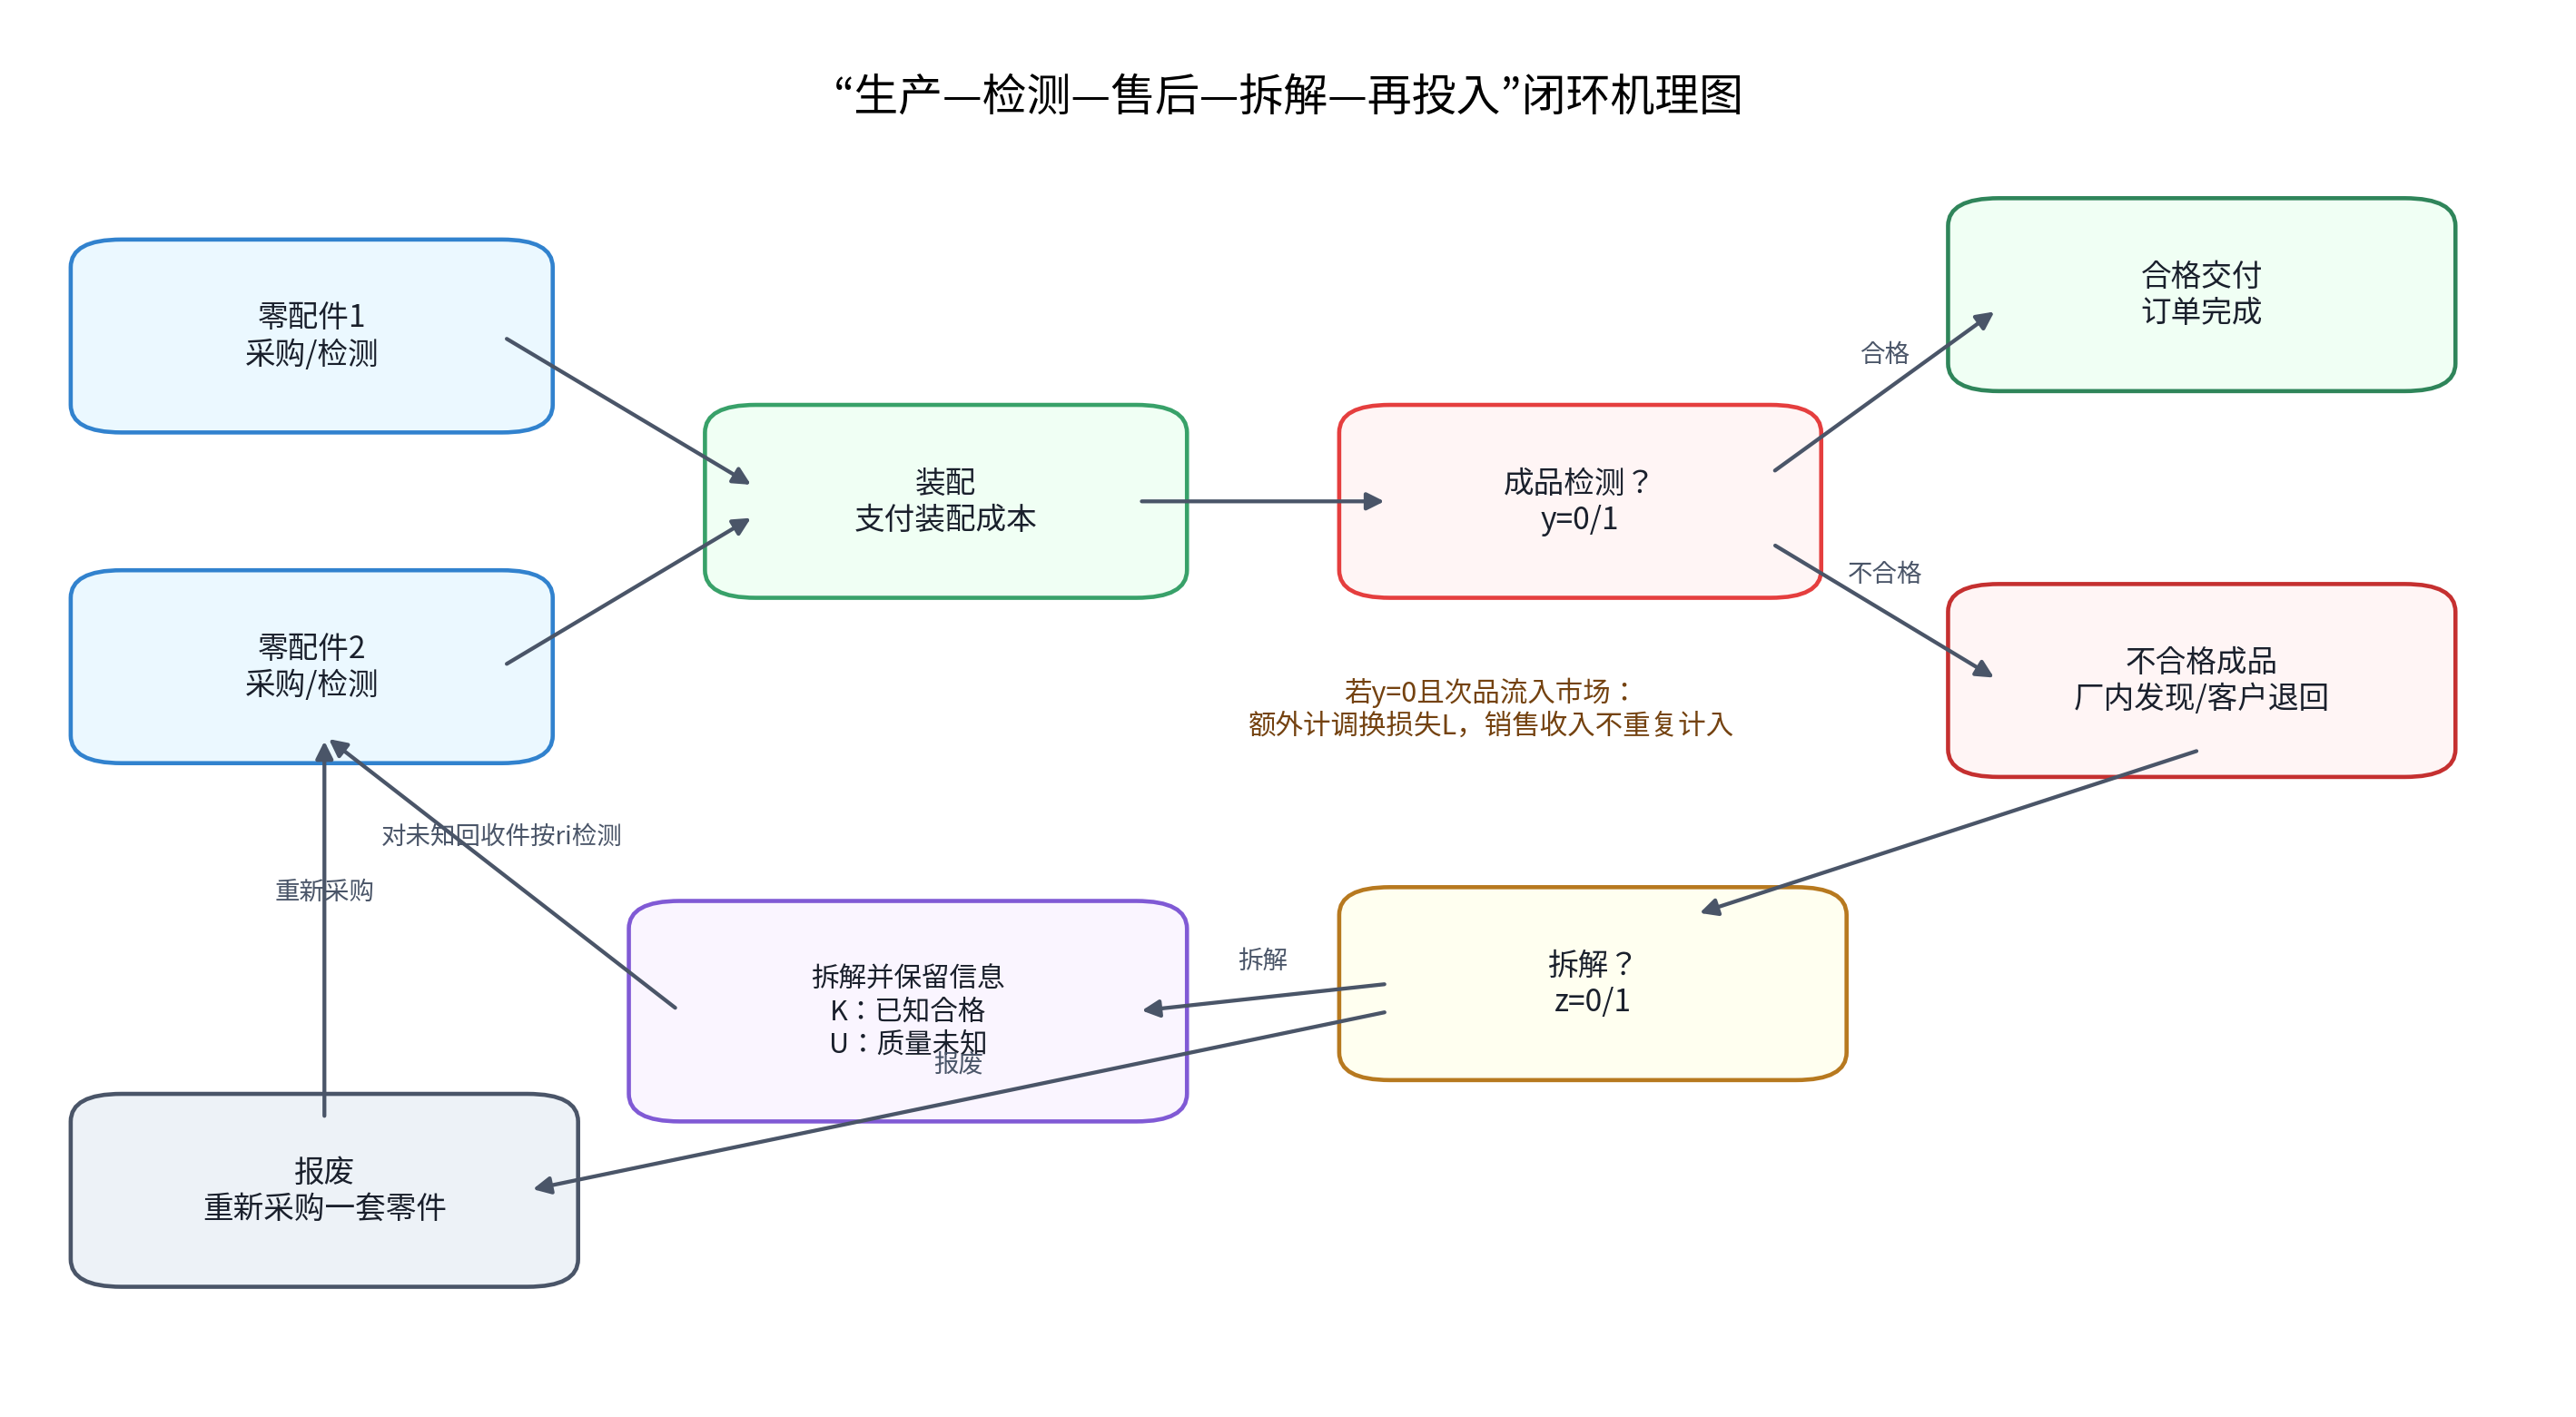 “生产—检测—售后—拆解—再投入”闭环机理图
零配件1
采购/检测
合格交付
订单完成
合格
装配
支付装配成本
成品检测？
y=0/1
不合格
零配件2
采购/检测
不合格成品
厂内发现/客户退回
若y=0且次品流入市场：
额外计调换损失L，销售收入不重复计入
对未知回收件按ri检测
重新采购
拆解并保留信息
K：已知合格
U：质量未知
拆解
拆解？
z=0/1
报废
报废
重新采购一套零件